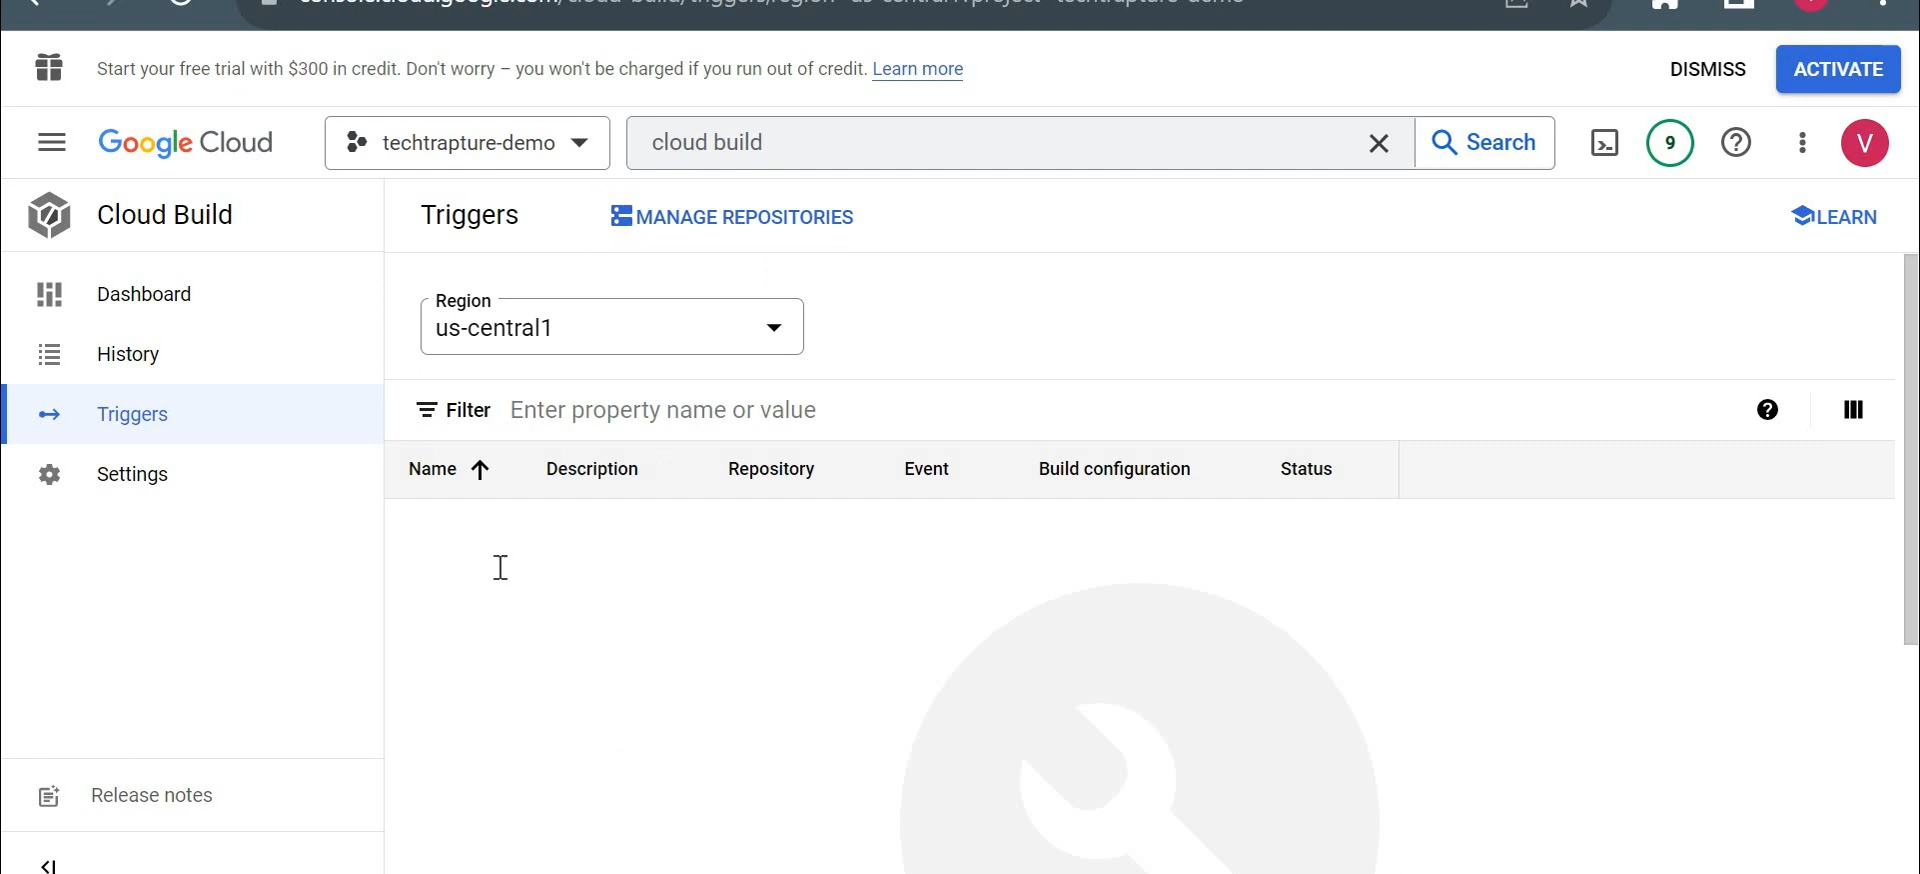 Start your free trial with $300 in credit. Don't worry – you won't be charged if you run out of credit. Learn more
DISMISS
ACTIVATE
Google Cloud
techtrapture-demo
cloud build
Search
9
V
Cloud Build
Triggers
MANAGE REPOSITORIES
LEARN
Dashboard
History
Triggers
Settings
Release notes
Region
us-central1
Filter
Enter property name or value
Name
Description
Repository
Event
Build configuration
Status